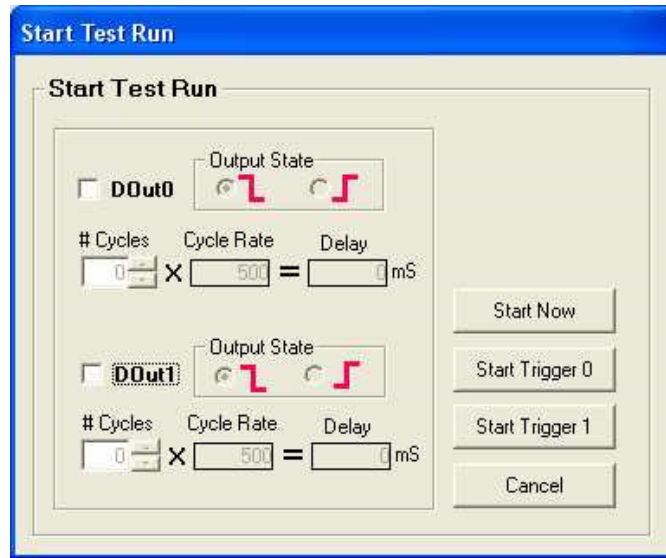 Start Test Run
Start Test Run
Output State
DOut0
# Cycles Cycle Rate Delay
0 X 500 = 0 mS
Start Now
Output State
DOut1
Start Trigger 0
# Cycles Cycle Rate Delay
Start Trigger 1
0 X 500 = 0 mS
Cancel